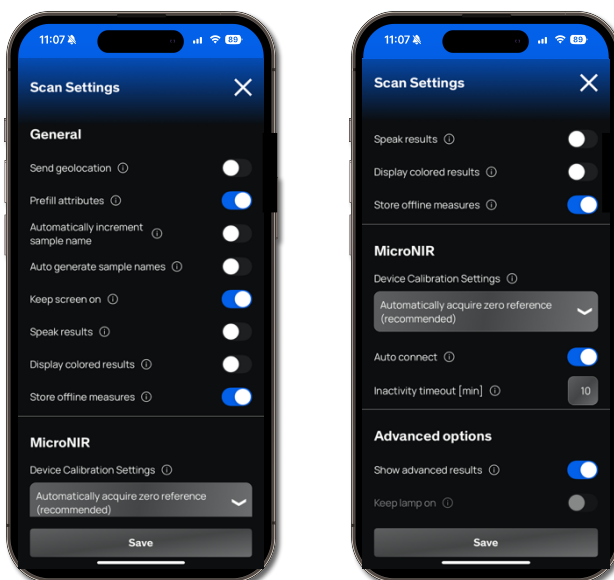 11:07
89
Scan Settings
General
Send geolocation
Prefill attributes
Automatically increment
sample name
Auto generate sample names
Keep screen on
Speak results
Display colored results
Store offline measures
MicroNIR
Device Calibration Settings
Automatically acquire zero reference
(recommended)
Save
11:07
89
Scan Settings
Speak results
Display colored results
Store offline measures
MicroNIR
Device Calibration Settings
Automatically acquire zero reference
(recommended)
Auto connect
Inactivity timeout [min]
10
Advanced options
Show advanced results
Keep lamp on
Save